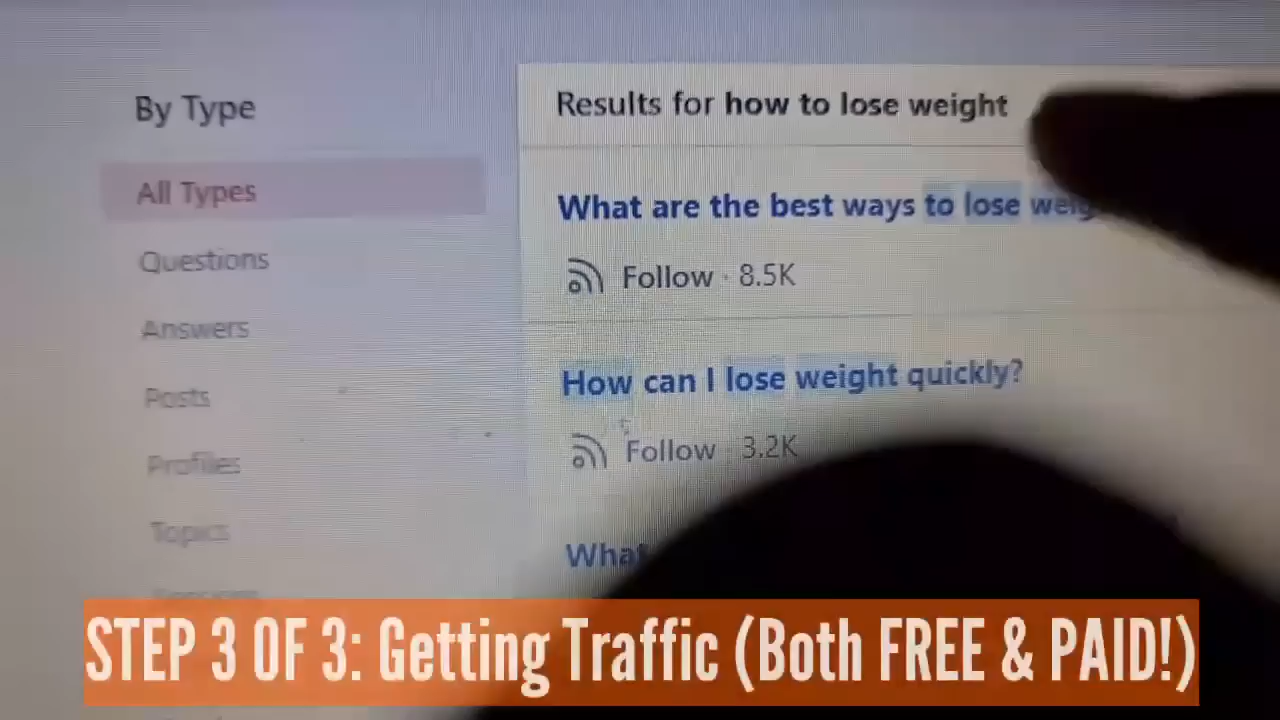 By Type
All Types
Questions
Answers
Posts
Profiles
Topics
Results for how to lose weight
What are the best ways to lose
Follow · 8.5K
How can I lose weight quickly?
Follow · 3.2K
STEP 3 OF 3: Getting Traffic (Both FREE & PAID!)